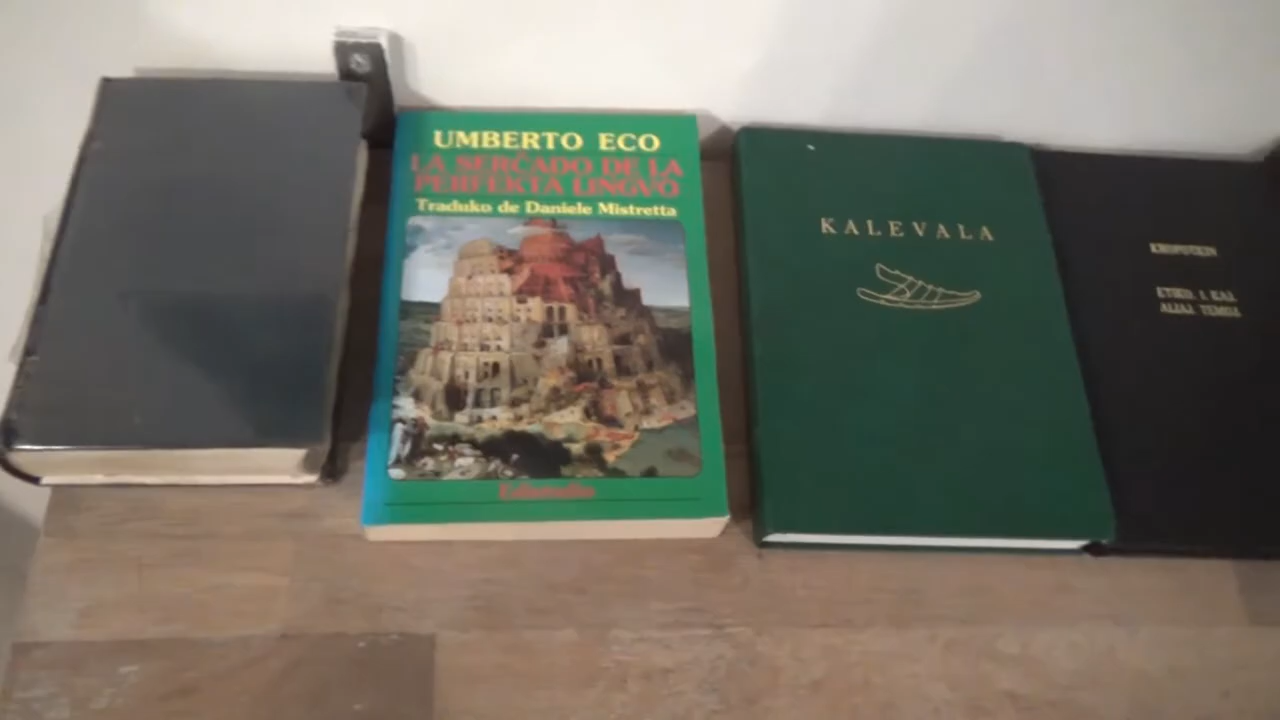 UMBERTO ECO
LA SERĈADO DE LA
PERFEKTA LINGVO
Traduko de Daniele Mistretta
KALEVALA
KROPOTKIN
ETIKO. I. KAJ.
ALIAJ. TEMOJ.